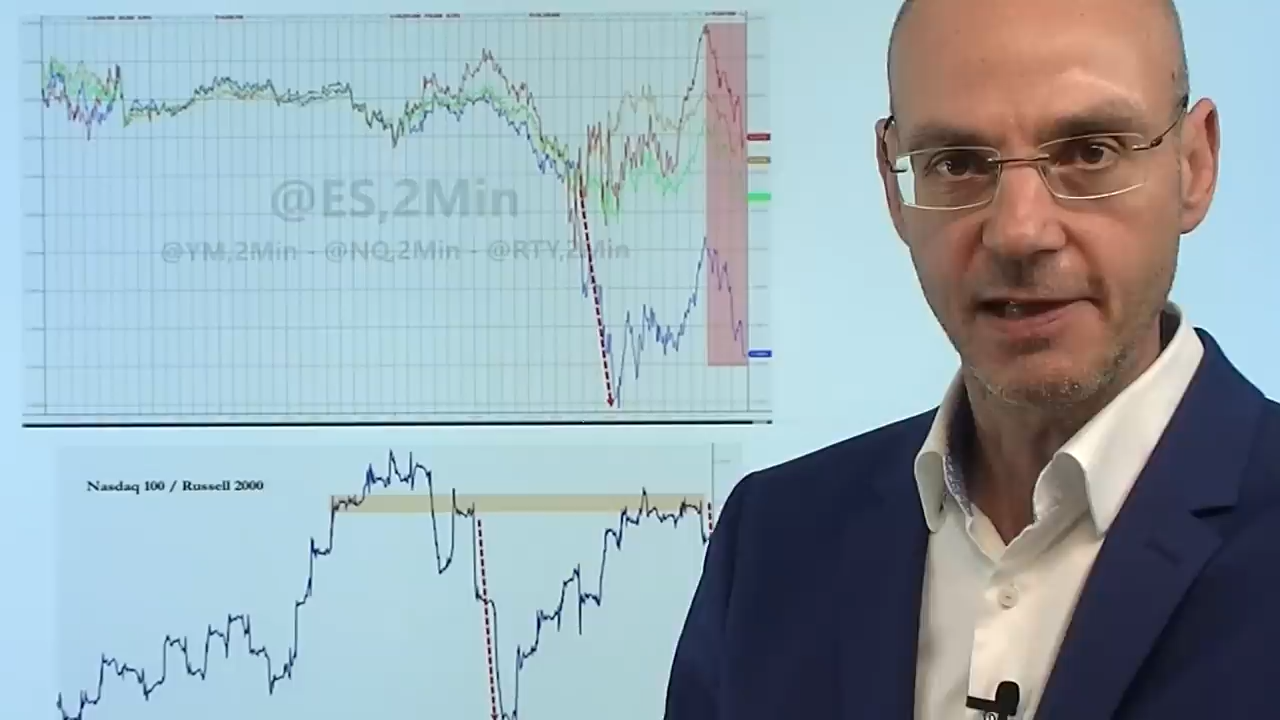 @ES,2Min
@YM,2Min - @NQ,2Min - @RTY,2Min
Nasdaq 100 / Russell 2000